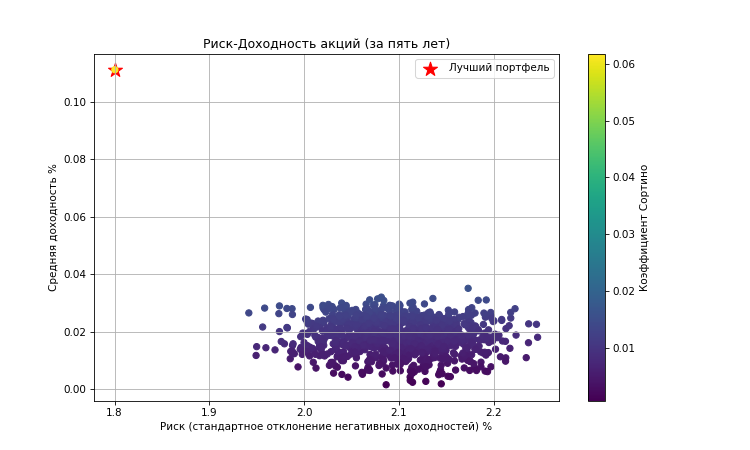 Риск-Доходность акций (за пять лет)
Лучший портфель
Средняя доходность %
0.10
0.08
0.06
0.04
0.02
0.00
1.8 1.9 2.0 2.1 2.2
Риск (стандартное отклонение негативных доходностей) %
0.06
0.05
0.04
0.03
0.02
0.01
Коэффициент Сортино